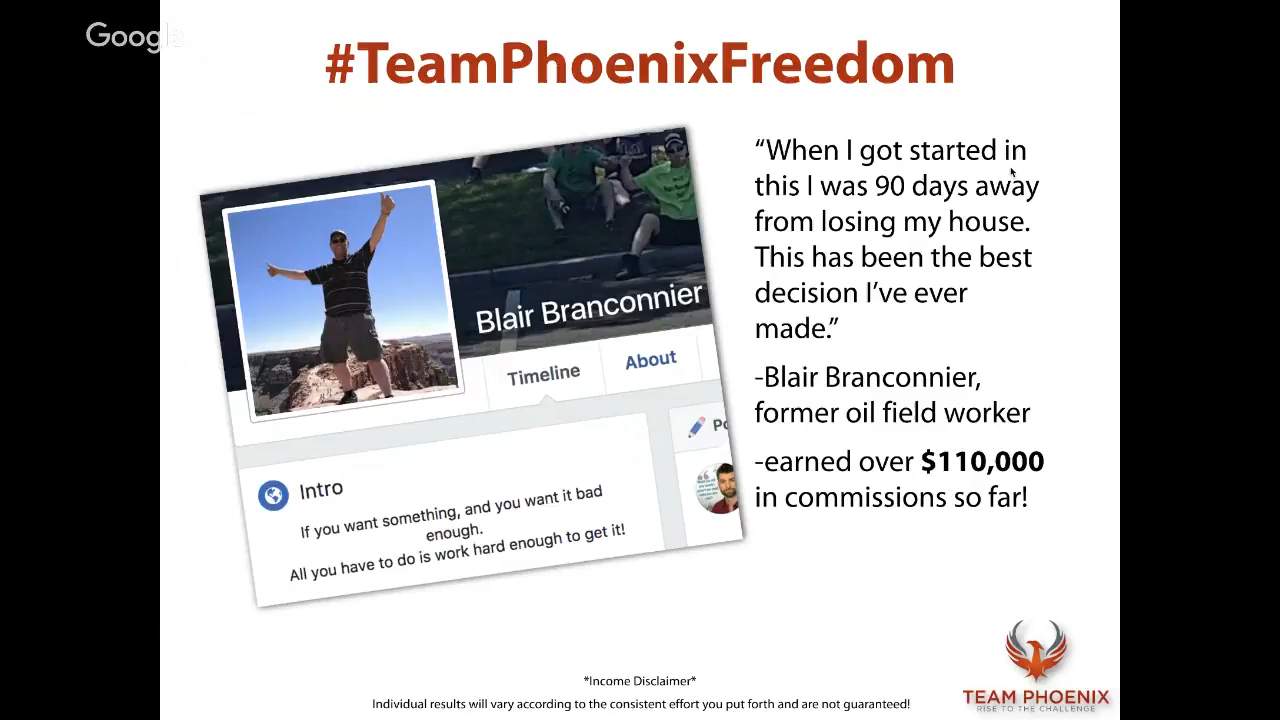 Google
#TeamPhoenixFreedom
“When I got started in
this I was 90 days away
from losing my house.
This has been the best
decision I’ve ever
made.”
-Blair Branconnier,
former oil field worker
-earned over $110,000
in commissions so far!
Blair Branconnier
Timeline
About
Po
Intro
If you want something, and you want it bad
enough.
All you have to do is work hard enough to get it!
*Income Disclaimer*
Individual results will vary according to the consistent effort you put forth and are not guaranteed!
TEAM PHOENIX
RISE TO THE CHALLENGE